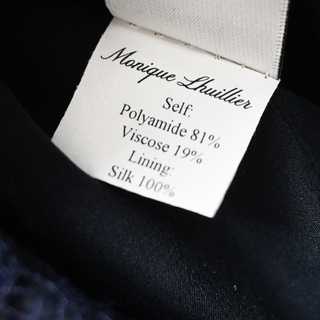 Monique Lhuillier
Self:
Polyamide 81%
Viscose 19%
Lining:
Silk 100%